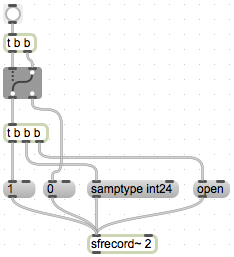 t b b
t b b b
1
0
samptype int24
open
sfrecord~ 2